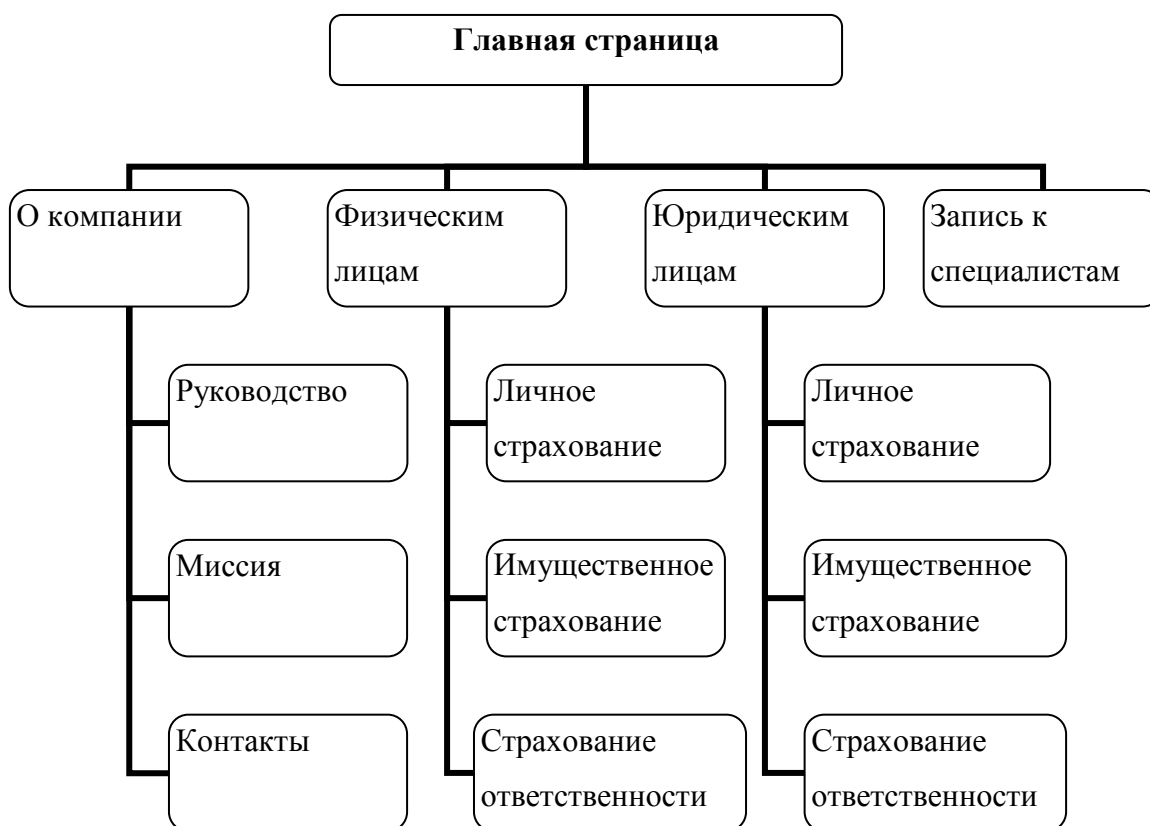 Главная страница
О компании
Физическим
лицам
Юридическим
лицам
Запись к
специалистам
Руководство
Личное
страхование
Личное
страхование
Миссия
Имущественное
страхование
Имущественное
страхование
Контакты
Страхование
ответственности
Страхование
ответственности